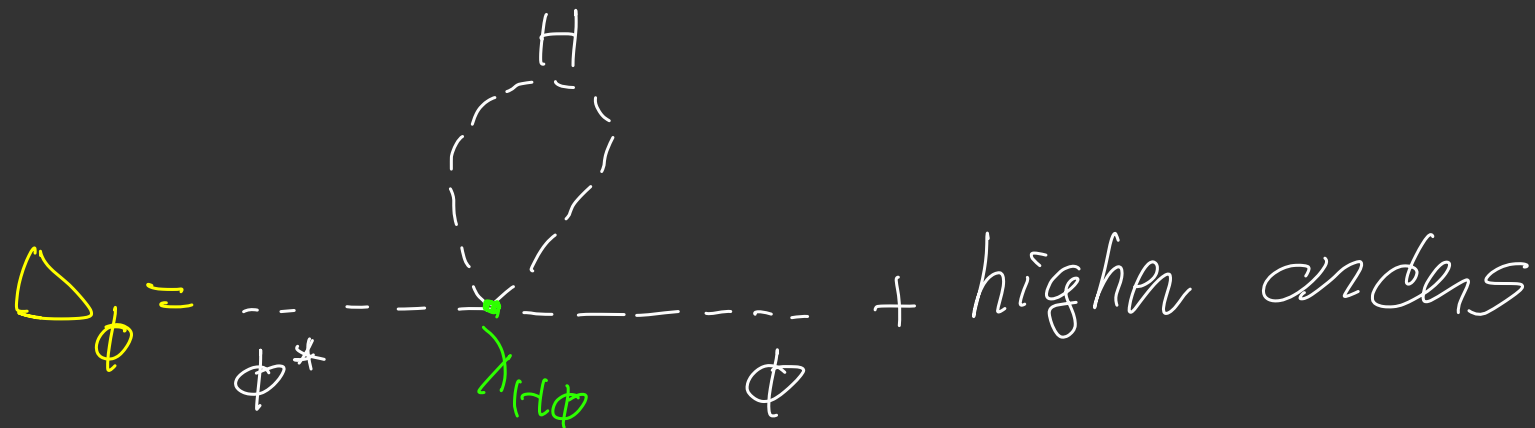 H
Δ_ϕ = + higher orders
ϕ* λ_Hϕ ϕ